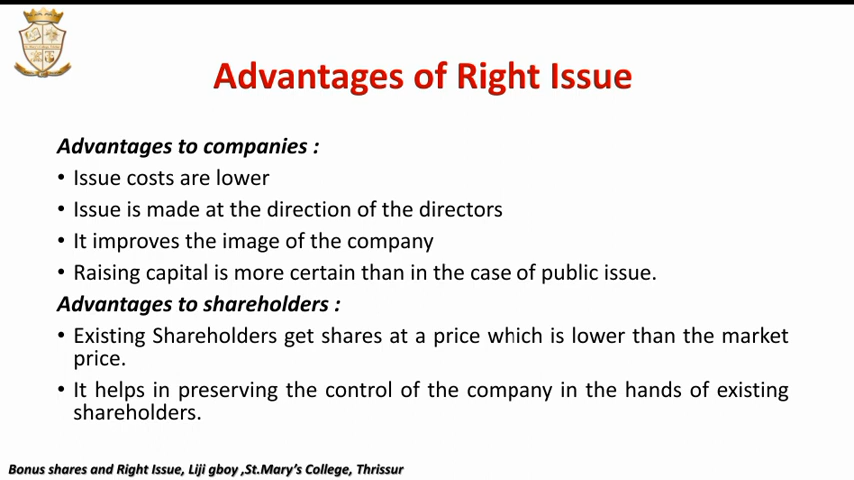 Advantages of Right Issue
Advantages to companies :
• Issue costs are lower
• Issue is made at the direction of the directors
• It improves the image of the company
• Raising capital is more certain than in the case of public issue.
Advantages to shareholders :
• Existing Shareholders get shares at a price which is lower than the market
price.
• It helps in preserving the control of the company in the hands of existing
shareholders.
Bonus shares and Right Issue, Liji gboy ,St.Mary's College, Thrissur